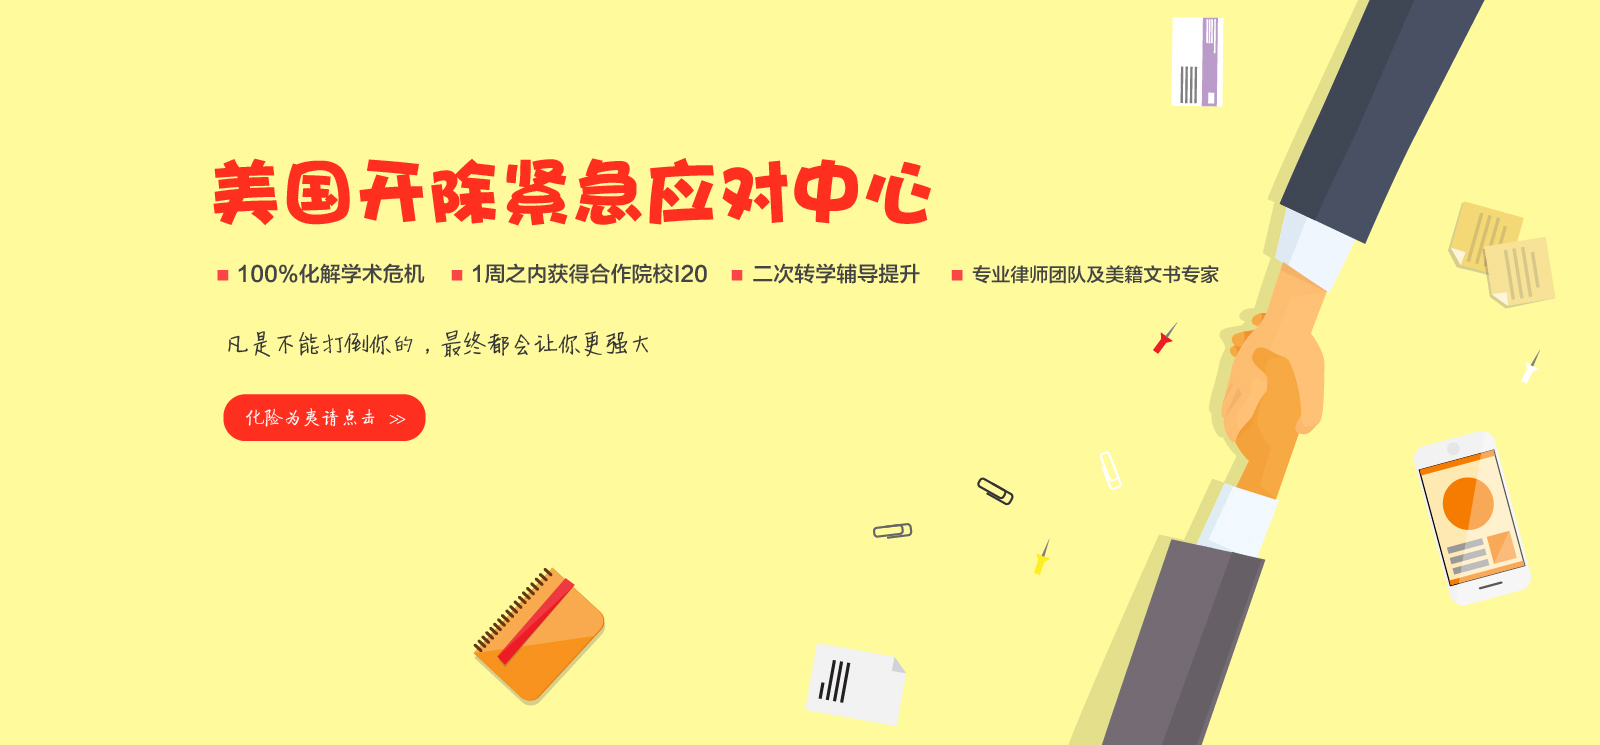 美国开除紧急应对中心
100%化解学术危机 1周之内获得合作院校I20 二次转学辅导提升 专业律师团队及美籍文书专家
凡是不能打倒你的，最终都会让你更强大
化险为夷请点击 >>